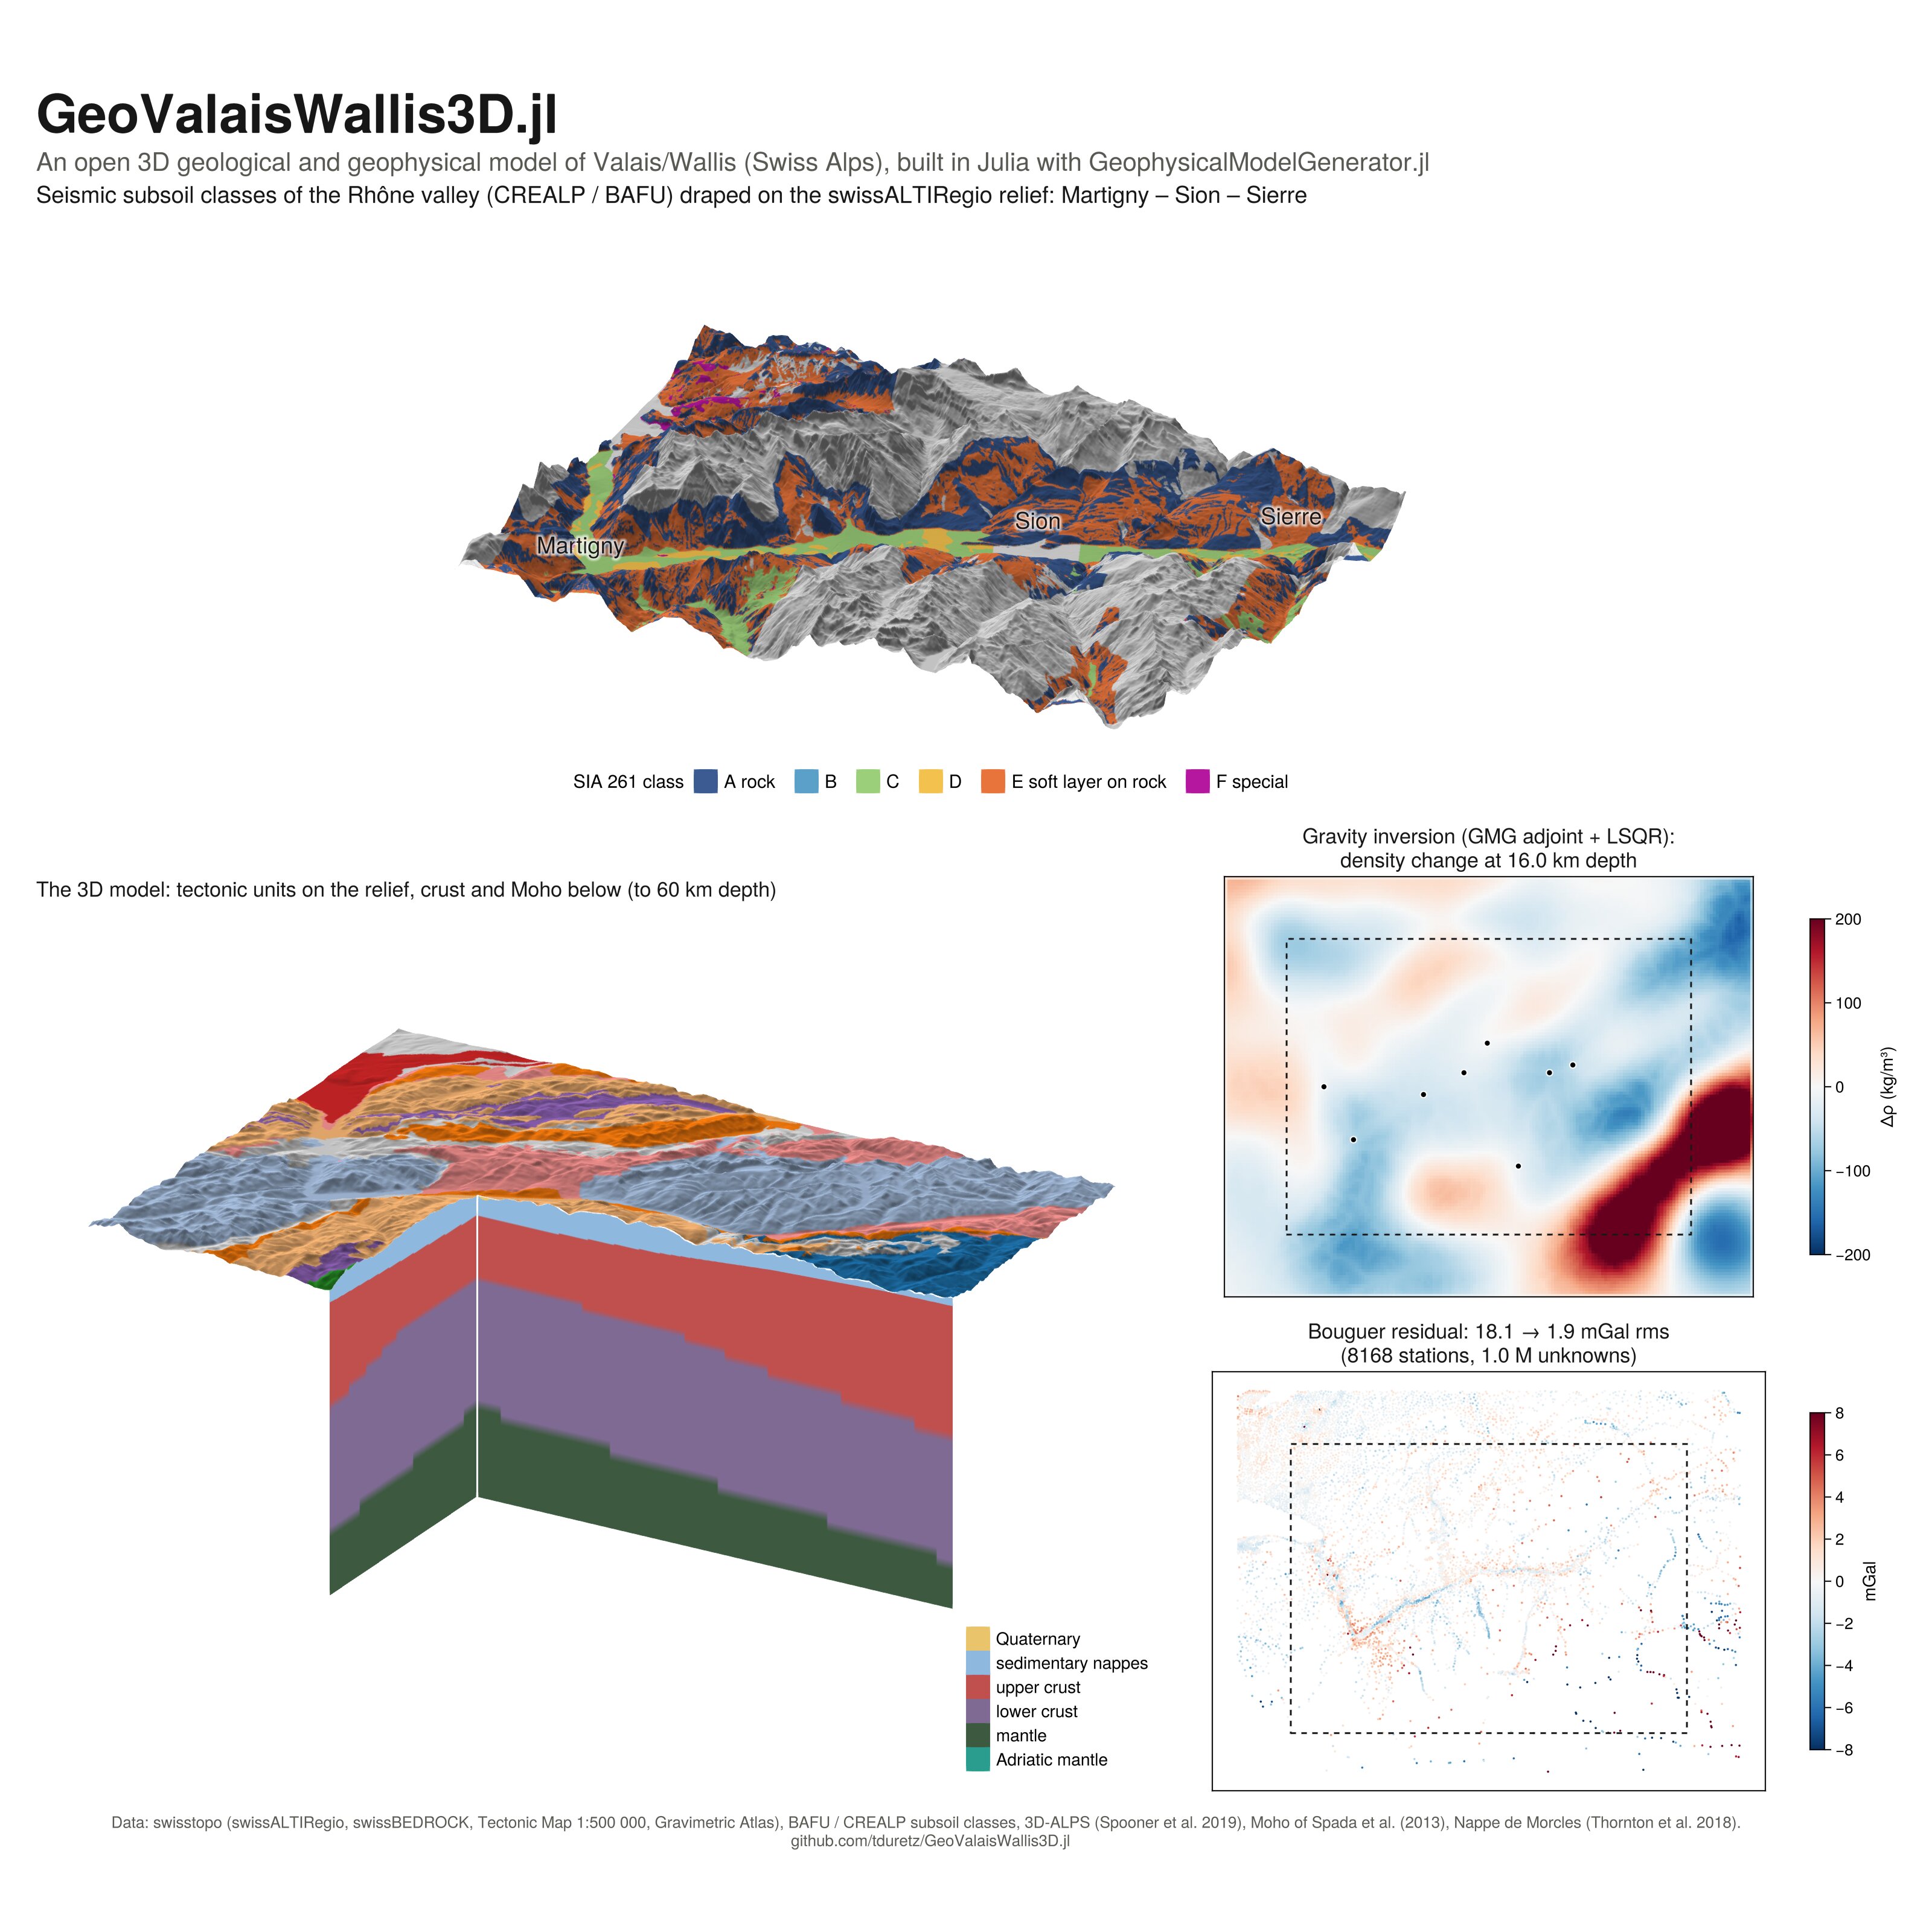 GeoValaisWallis3D.jl
An open 3D geological and geophysical model of Valais/Wallis (Swiss Alps), built in Julia with GeophysicalModelGenerator.jl
Seismic subsoil classes of the Rhône valley (CREALP / BAFU) draped on the swissALTIRegio relief: Martigny – Sion – Sierre
Sion
Sierre
Martigny
SIA 261 class A rock B C D E soft layer on rock F special
Gravity inversion (GMG adjoint + LSQR):
density change at 16.0 km depth
The 3D model: tectonic units on the relief, crust and Moho below (to 60 km depth)
200
100
0
−100
−200
Δρ (kg/m³)
Bouguer residual: 18.1 → 1.9 mGal rms
(8168 stations, 1.0 M unknowns)
8
6
4
2
0
−2
−4
−6
−8
mGal
Quaternary
sedimentary nappes
upper crust
lower crust
mantle
Adriatic mantle
Data: swisstopo (swissALTIRegio, swissBEDROCK, Tectonic Map 1:500 000, Gravimetric Atlas), BAFU / CREALP subsoil classes, 3D-ALPS (Spooner et al. 2019), Moho of Spada et al. (2013), Nappe de Morcles (Thornton et al. 2018).
github.com/tduretz/GeoValaisWallis3D.jl